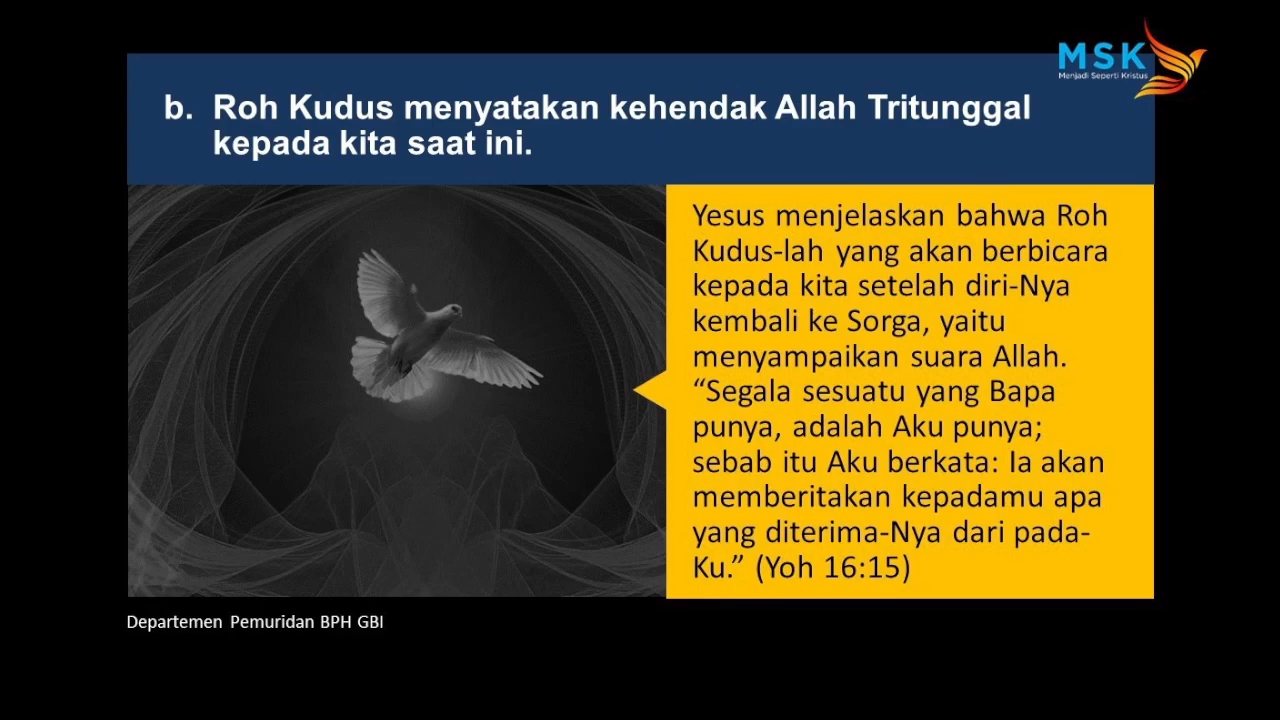 MSK
Menjadi Seperti Kristus
b. Roh Kudus menyatakan kehendak Allah Tritunggal
kepada kita saat ini.
Yesus menjelaskan bahwa Roh
Kudus-lah yang akan berbicara
kepada kita setelah diri-Nya
kembali ke Sorga, yaitu
menyampaikan suara Allah.
“Segala sesuatu yang Bapa
punya, adalah Aku punya;
sebab itu Aku berkata: Ia akan
memberitakan kepadamu apa
yang diterima-Nya dari pada-
Ku.” (Yoh 16:15)
Departemen Pemuridan BPH GBI